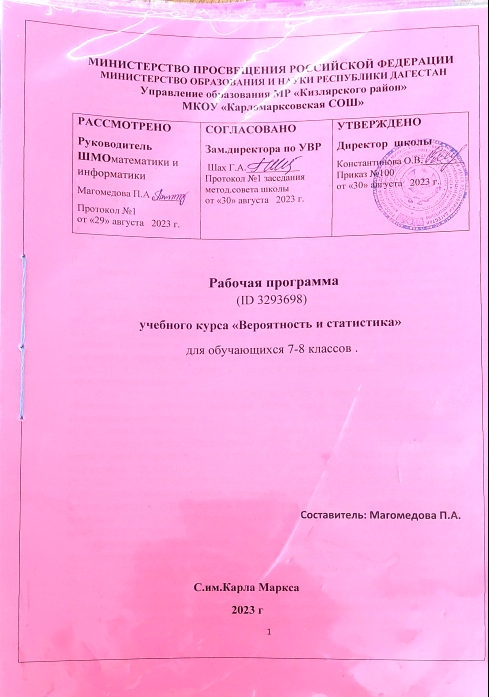 МИНИСТЕРСТВО ПРОСВЕЩЕНИЯ РОССИЙСКОЙ ФЕДЕРАЦИИ
МИНИСТЕРСТВО ОБРАЗОВАНИЯ И НАУКИ РЕСПУБЛИКИ ДАГЕСТАН
Управление образования МР «Кизлярского район»
МКОУ «Карломарксовская СОШ»
РАССМОТРЕНО
Руководитель
ШМОматематики и
информатики
Магомедова П.А
Протокол №1
от «29» августа 2023 г.
СОГЛАСОВАНО
Зам.директора по УВР
Шах Г.А.
Протокол №1 заседания
метод.совета школы
от «30» августа 2023 г.
УТВЕРЖДЕНО
Директор школы
Константинова О.В.
Приказ №100
от «30» августа 2023 г.
Рабочая программа
(ID 3293698)
учебного курса «Вероятность и статистика»
для обучающихся 7-8 классов .
Составитель: Магомедова П.А.
С.им.Карла Маркса
2023 г
1